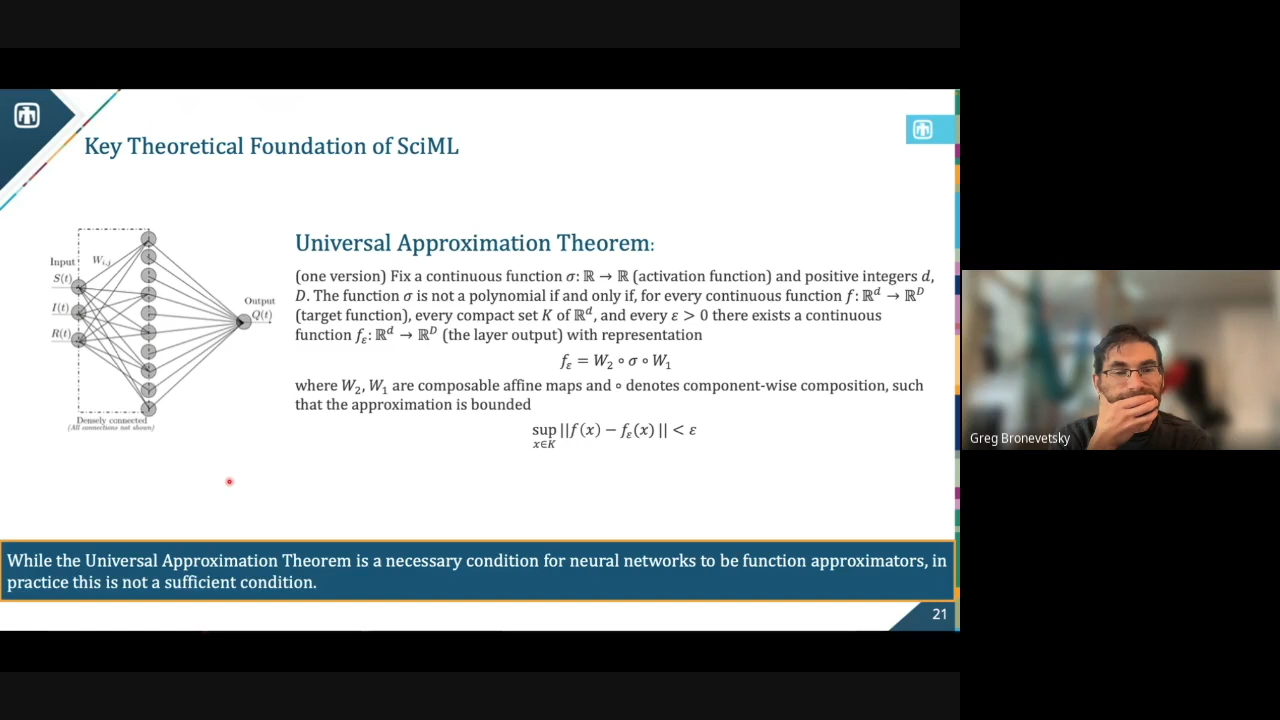 Key Theoretical Foundation of SciML
Input
S(t)
I(t)
R(t)
W_{i,j}
Output
Q(t)
Densely connected
(All connections not shown)
Universal Approximation Theorem:
(one version) Fix a continuous function σ: ℝ → ℝ (activation function) and positive integers d,
D. The function σ is not a polynomial if and only if, for every continuous function f: ℝ^d → ℝ^D
(target function), every compact set K of ℝ^d, and every ε > 0 there exists a continuous
function f_ε: ℝ^d → ℝ^D (the layer output) with representation
f_ε = W_2 ∘ σ ∘ W_1
where W_2, W_1 are composable affine maps and ∘ denotes component-wise composition, such
that the approximation is bounded
sup ||f(x) − f_ε(x) || < ε
x∈K
While the Universal Approximation Theorem is a necessary condition for neural networks to be function approximators, in
practice this is not a sufficient condition.
21
Greg Bronevetsky